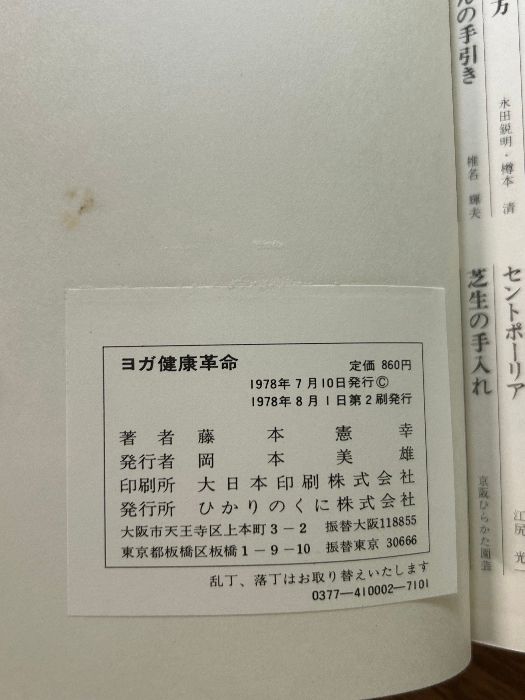 ヨガ健康革命
定価 860円
1978年7月10日発行©
1978年8月1日第2刷発行
著者 藤本憲幸
発行者 岡本美雄
印刷所 大日本印刷株式会社
発行所 ひかりのくに株式会社
大阪市天王寺区上本町3-2 振替大阪118855
東京都板橋区板橋1-9-10 振替東京 30666
乱丁、落丁はお取り替えいたします
0377-410002-7101
方
永田鋭明・樽本 清
セントポーリア
江尻 光一
の手引き
椎名 輝夫
芝生の手入れ
京阪ひらかた園芸